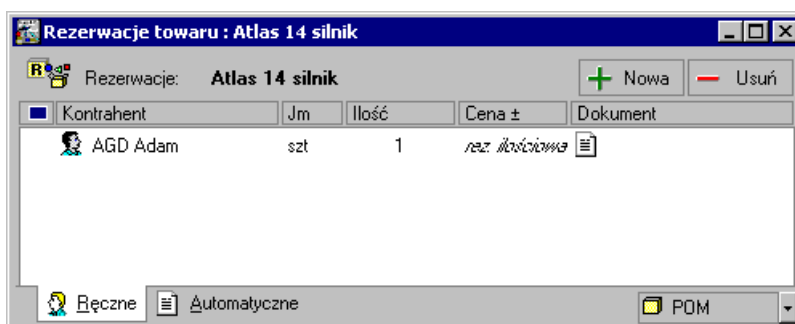 Rezerwacje towaru : Atlas 14 silnik
R Rezerwacje: Atlas 14 silnik Nowa Usuń
Kontrahent Jm Ilość Cena ± Dokument
AGD Adam szt 1 rez. ilościowa
Ręczne Automatyczne POM